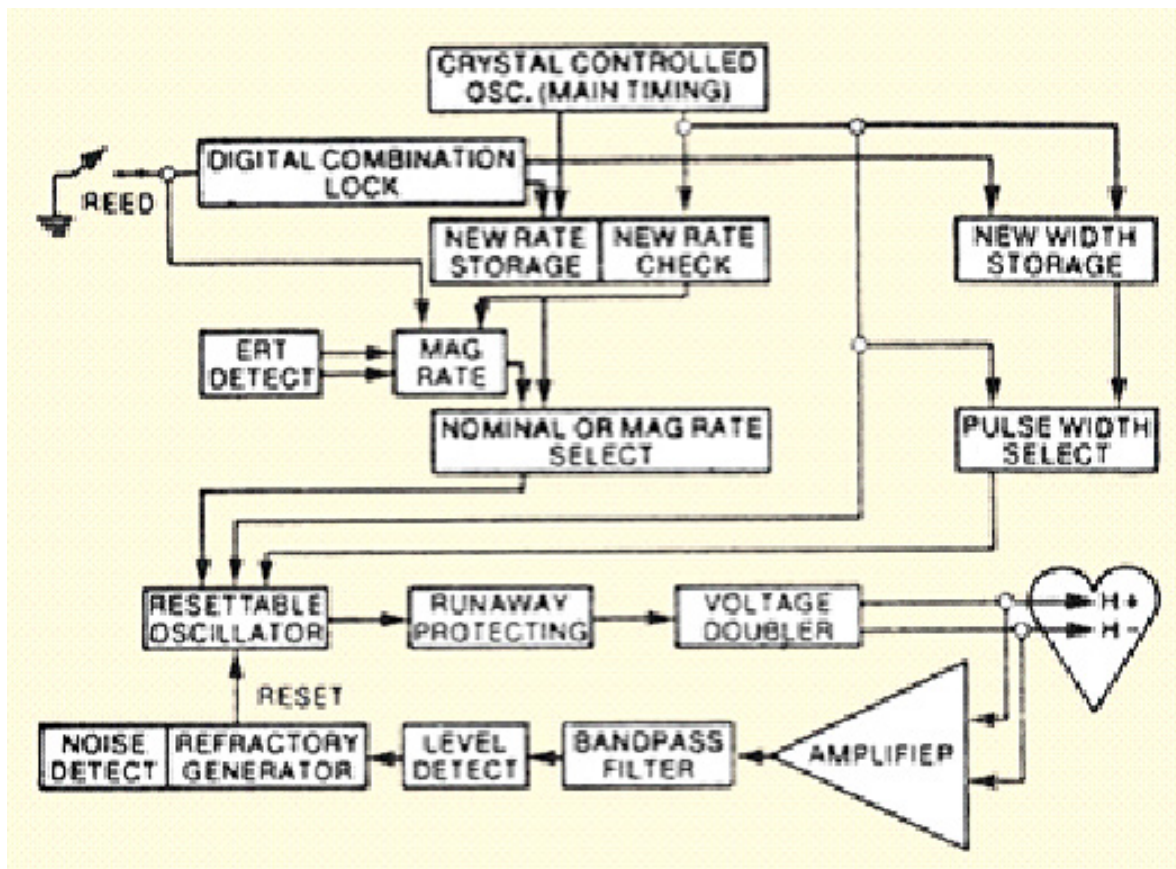 CRYSTAL CONTROLLED
OSC. (MAIN TIMING)
DIGITAL COMBINATION
LOCK
REED
NEW RATE
STORAGE
NEW RATE
CHECK
NEW WIDTH
STORAGE
ERT
DETECT
MAG
RATE
NOMINAL OR MAG RATE
SELECT
PULSE WIDTH
SELECT
RESETTABLE
OSCILLATOR
RUNAWAY
PROTECTING
VOLTAGE
DOUBLER
H +
H -
RESET
NOISE
DETECT
REFRACTORY
GENERATOR
LEVEL
DETECT
BANDPASS
FILTER
AMPLIFIER